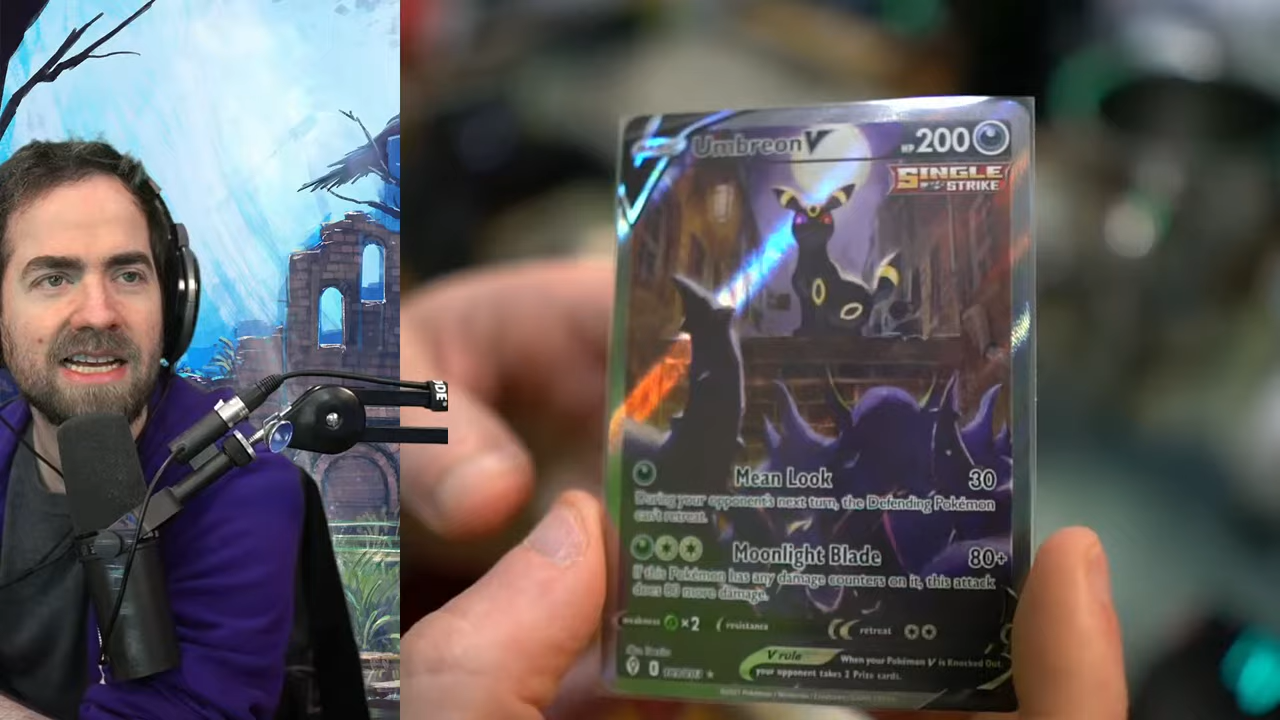 Umbreon V HP 200
SINGLE
STRIKE
Mean Look 30
During your opponent's next turn, the Defending Pokémon
can't retreat.
Moonlight Blade 80+
If this Pokémon has any damage counters on it, this attack
does 80 more damage.
weakness ×2 resistance retreat
V rule When your Pokémon V is Knocked Out,
your opponent takes 2 Prize cards.